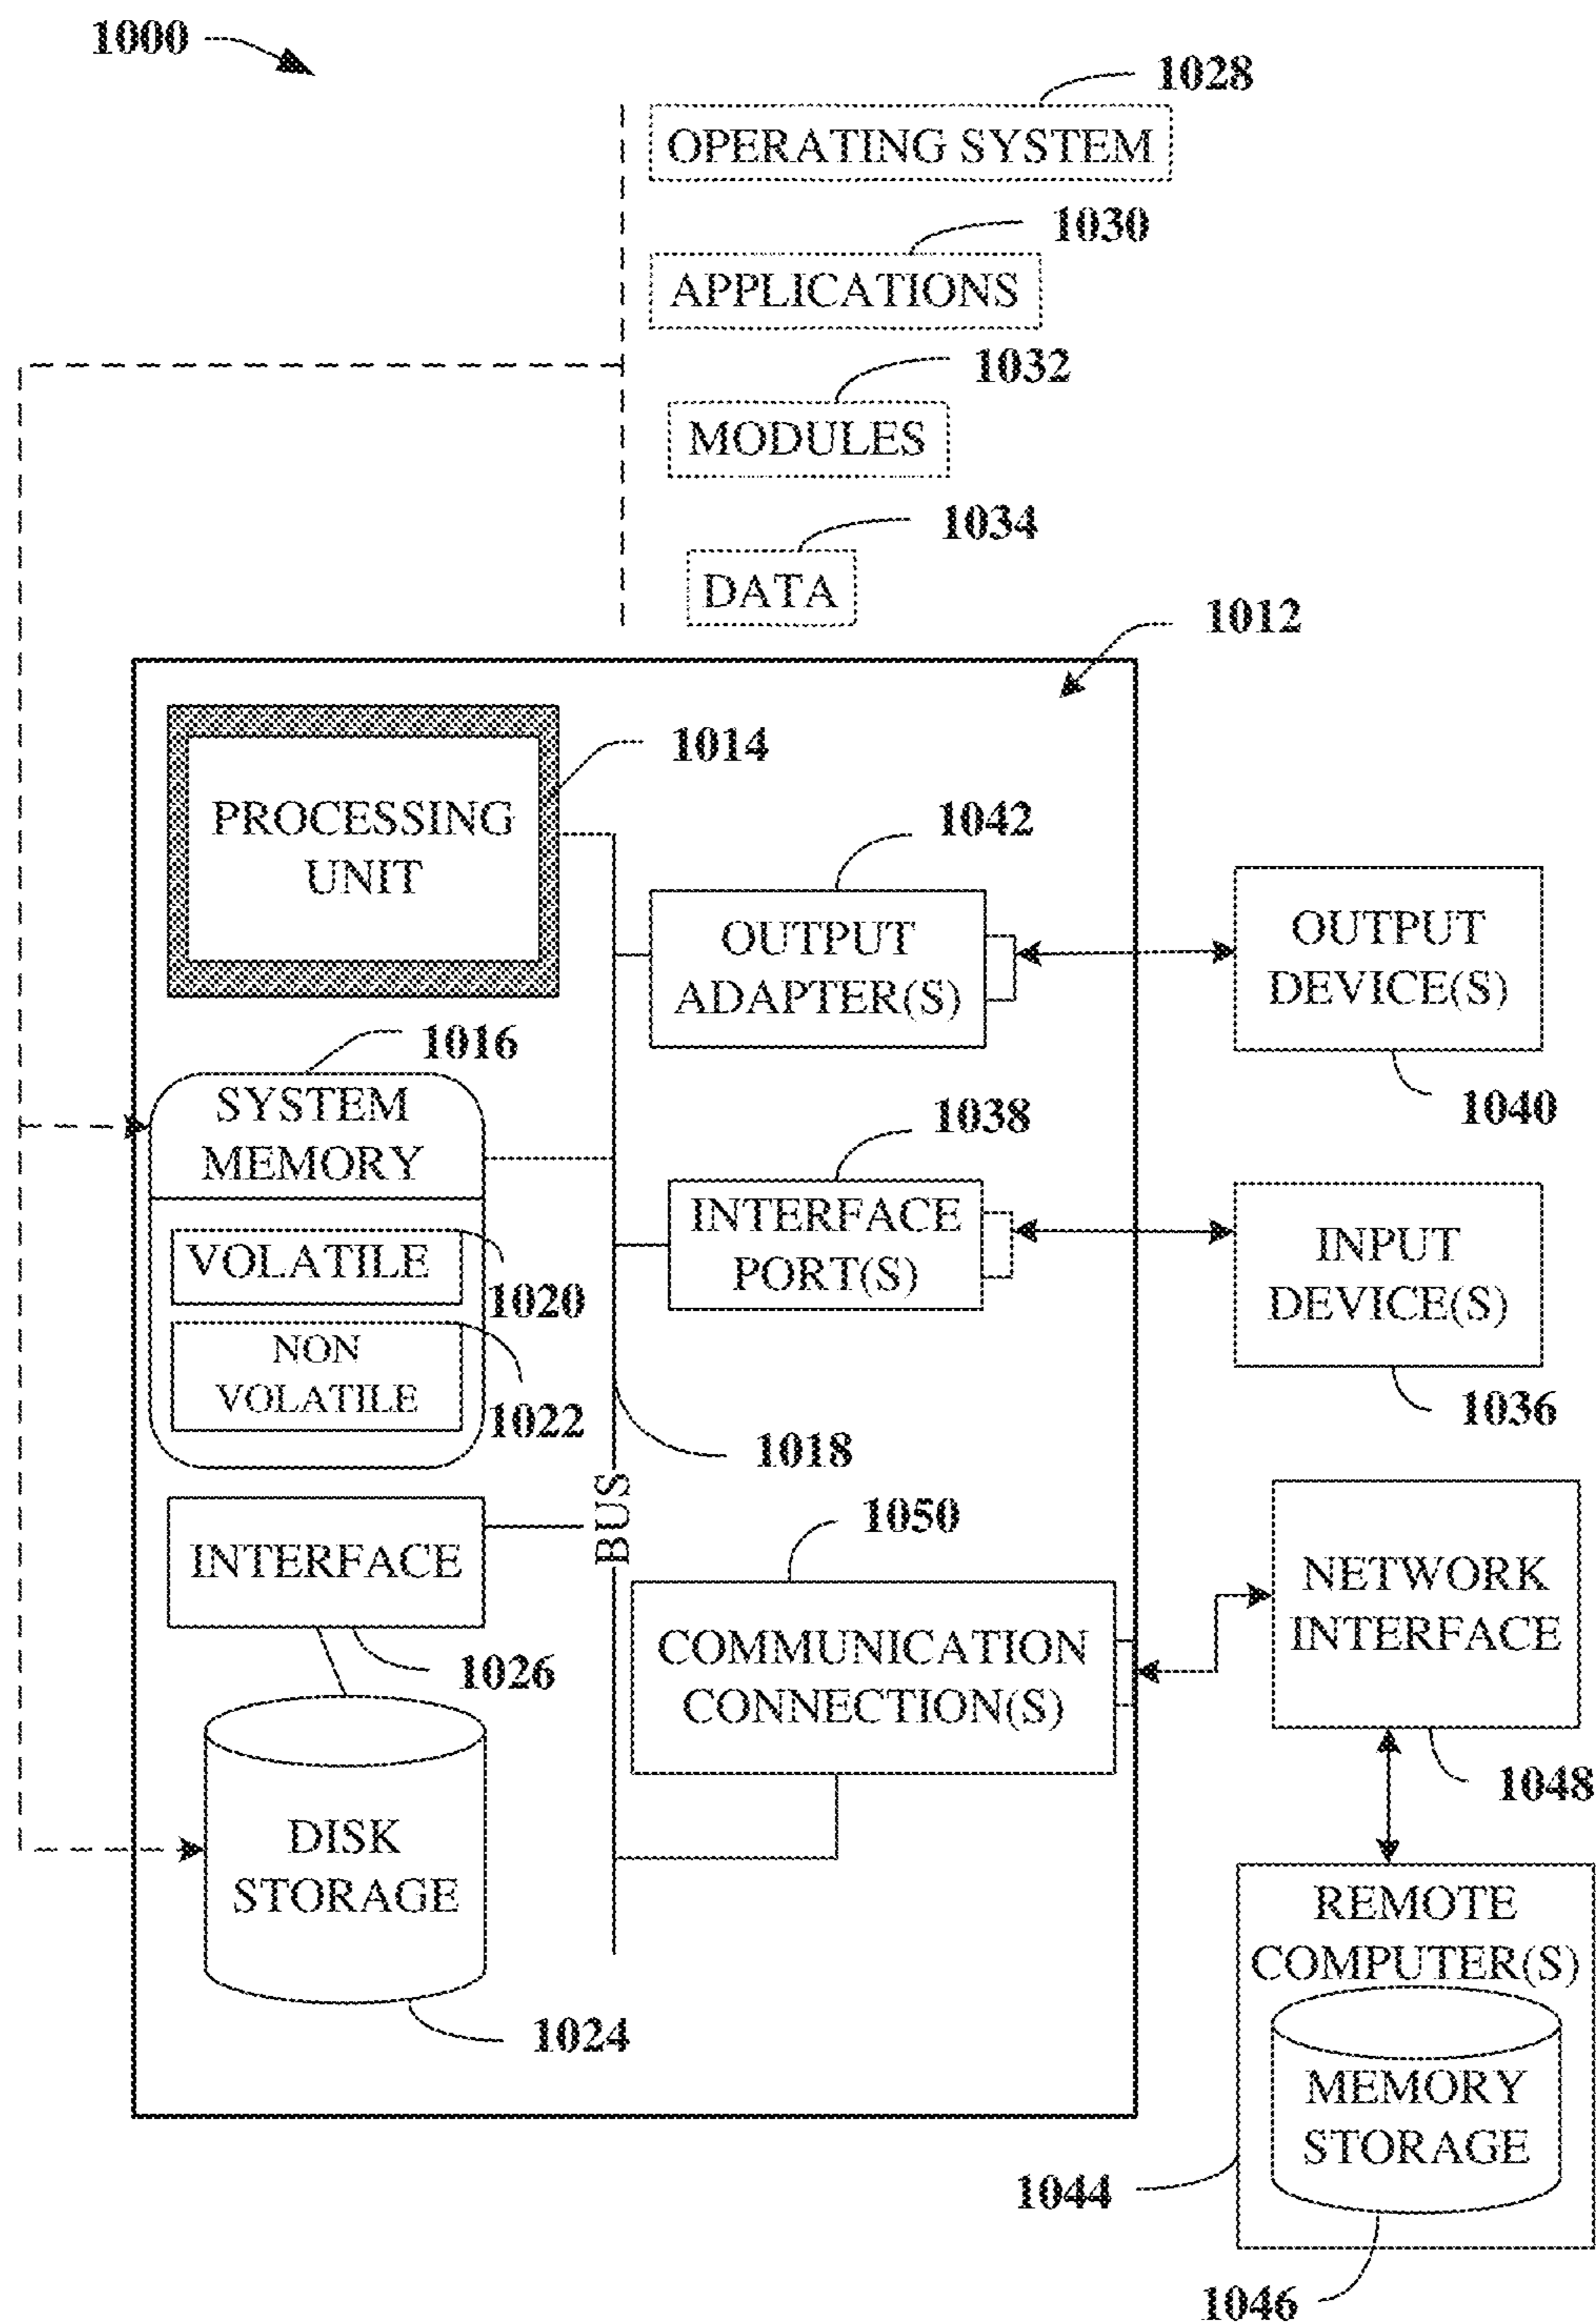 1000
1028
OPERATING SYSTEM
1030
APPLICATIONS
1032
MODULES
1034
DATA
1012
PROCESSING
UNIT
1014
1042
OUTPUT
ADAPTER(S)
OUTPUT
DEVICE(S)
1040
1016
SYSTEM
MEMORY
VOLATILE
1020
NON
VOLATILE
1022
1038
INTERFACE
PORT(S)
INPUT
DEVICE(S)
1036
1018
BUS
INTERFACE
1026
1050
COMMUNICATION
CONNECTION(S)
NETWORK
INTERFACE
1048
DISK
STORAGE
1024
REMOTE
COMPUTER(S)
MEMORY
STORAGE
1044
1046